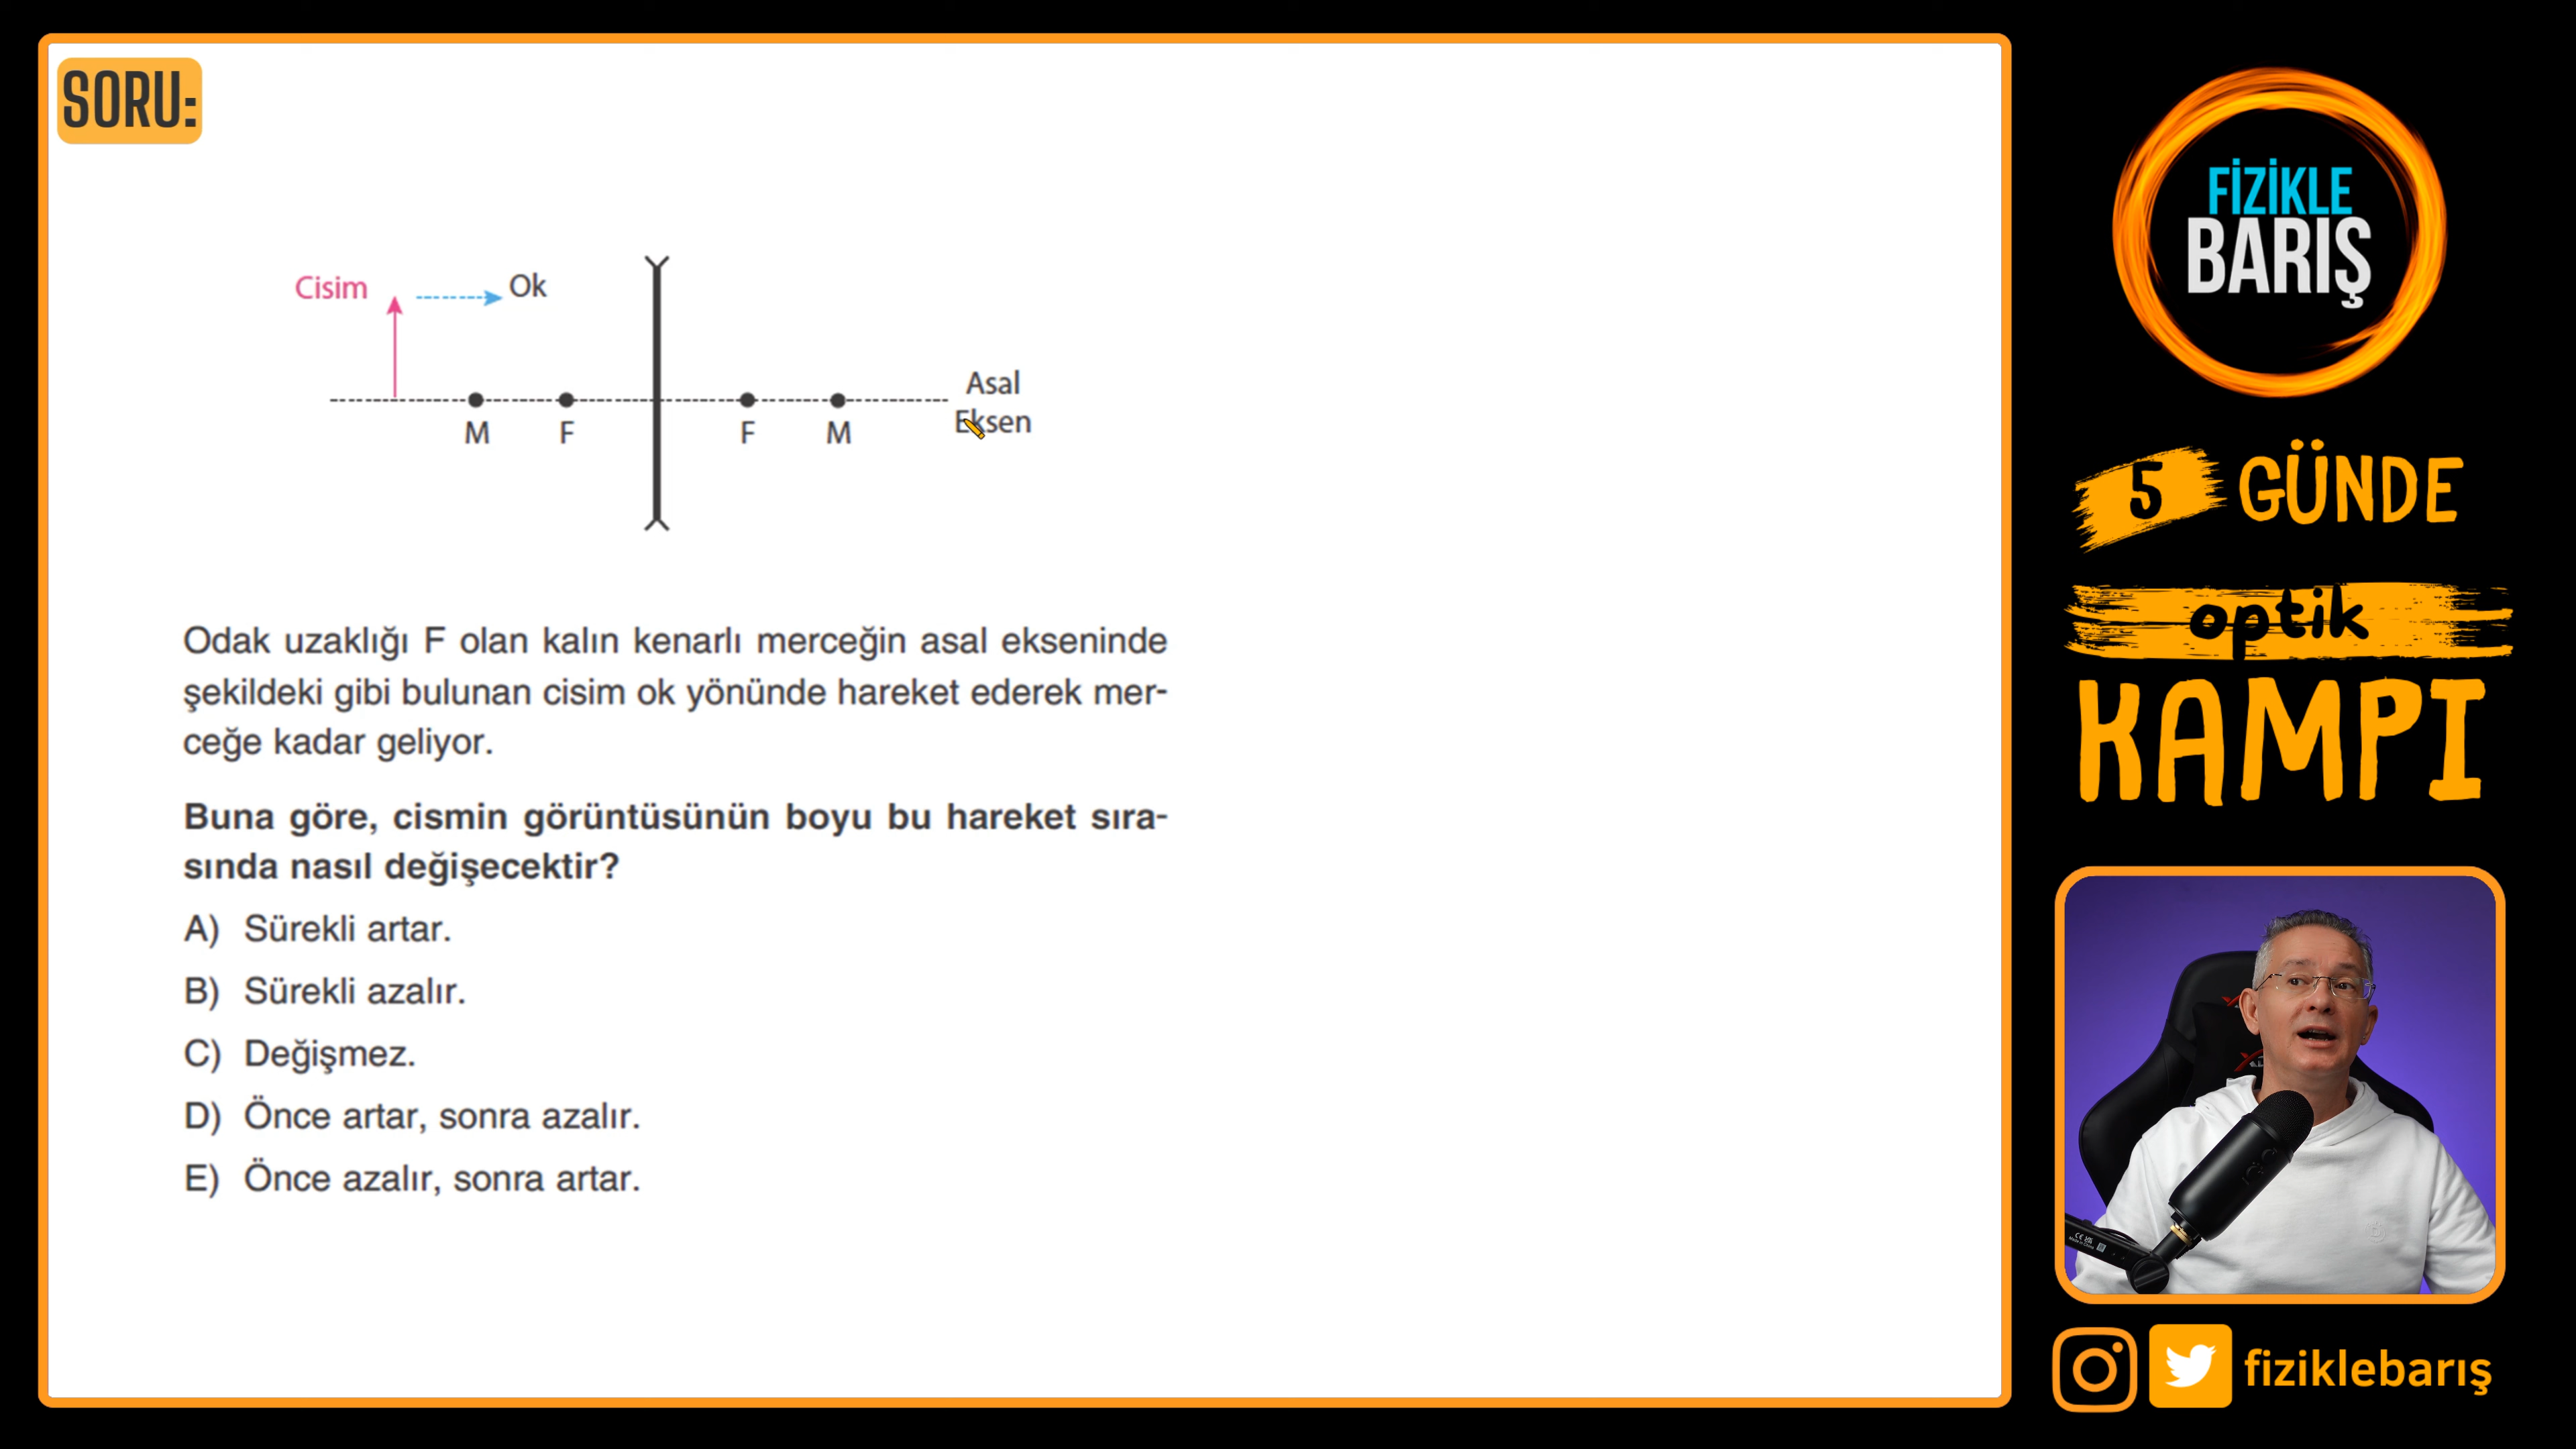 SORU:
Cisim
Ok
Asal
Eksen
M
F
F
M
Odak uzaklığı F olan kalın kenarlı merceğin asal ekseninde
şekildeki gibi bulunan cisim ok yönünde hareket ederek mer-
ceğe kadar geliyor.
Buna göre, cismin görüntüsünün boyu bu hareket sıra-
sında nasıl değişecektir?
A) Sürekli artar.
B) Sürekli azalır.
C) Değişmez.
D) Önce artar, sonra azalır.
E) Önce azalır, sonra artar.
FİZİKLE
BARIŞ
5 GÜNDE
optik
KAMPI
fiziklebarış